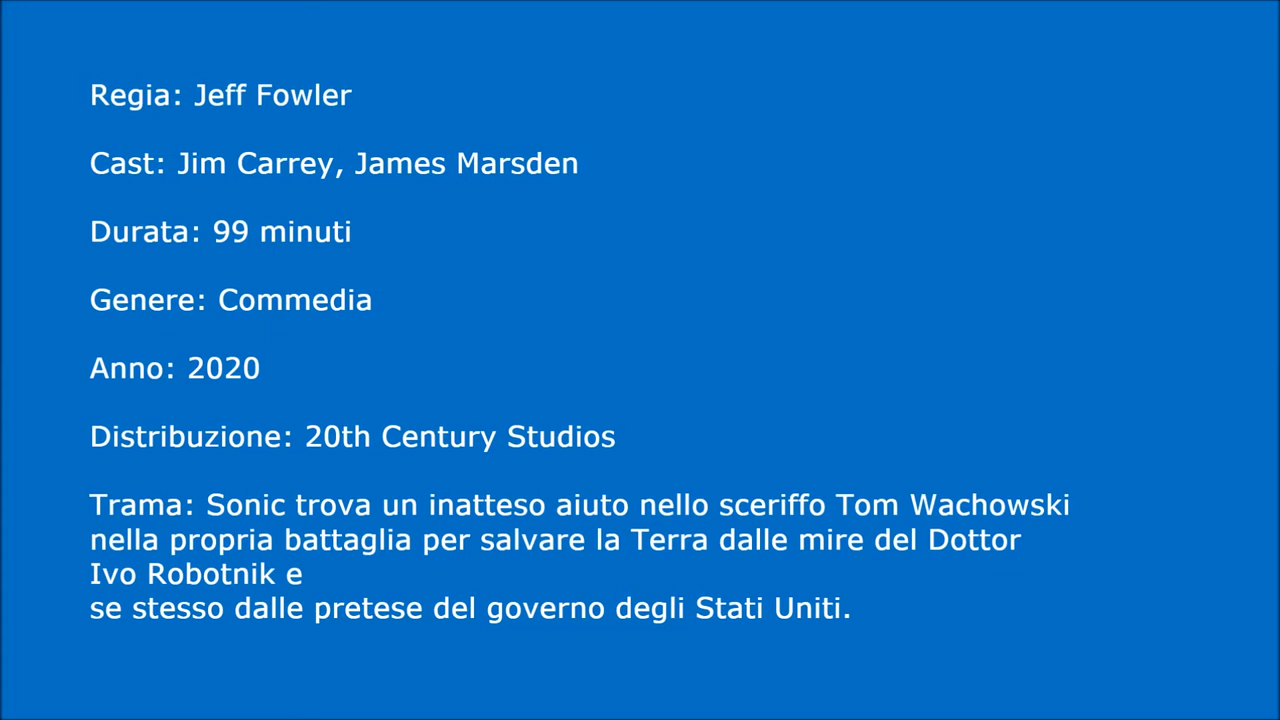 Regia: Jeff Fowler
Cast: Jim Carrey, James Marsden
Durata: 99 minuti
Genere: Commedia
Anno: 2020
Distribuzione: 20th Century Studios
Trama: Sonic trova un inatteso aiuto nello sceriffo Tom Wachowski
nella propria battaglia per salvare la Terra dalle mire del Dottor
Ivo Robotnik e
se stesso dalle pretese del governo degli Stati Uniti.